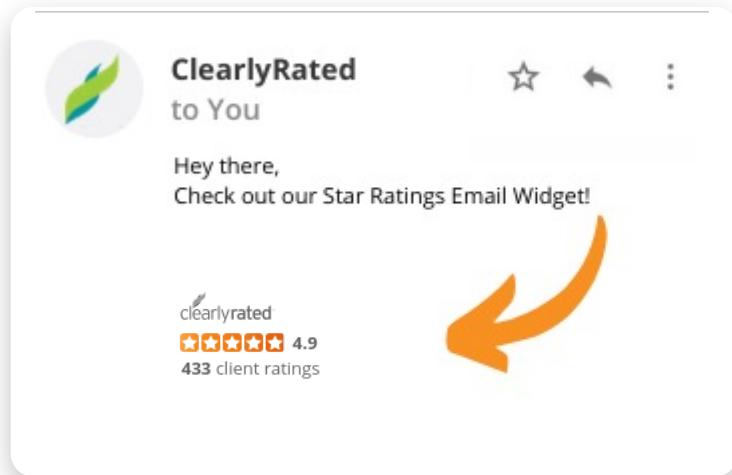 ClearlyRated
to You
Hey there,
Check out our Star Ratings Email Widget!
clearlyrated
4.9
433 client ratings